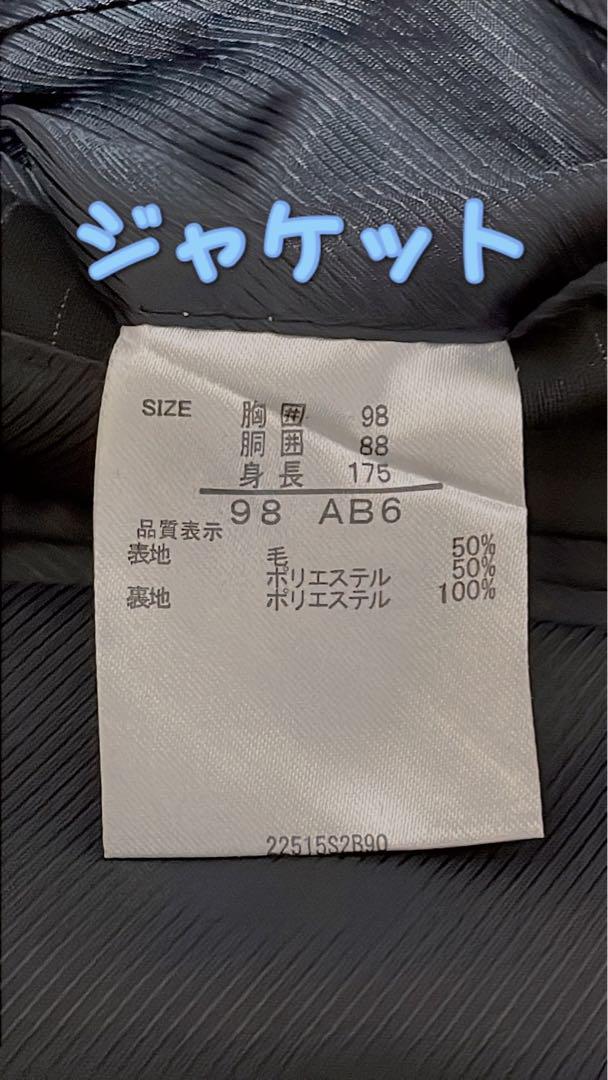 ジャケット
SIZE 胸囲 98
胴囲 88
身長 175
98 AB6
品質表示
表地 毛 50%
ポリエステル 50%
裏地 ポリエステル 100%
22515S2B90